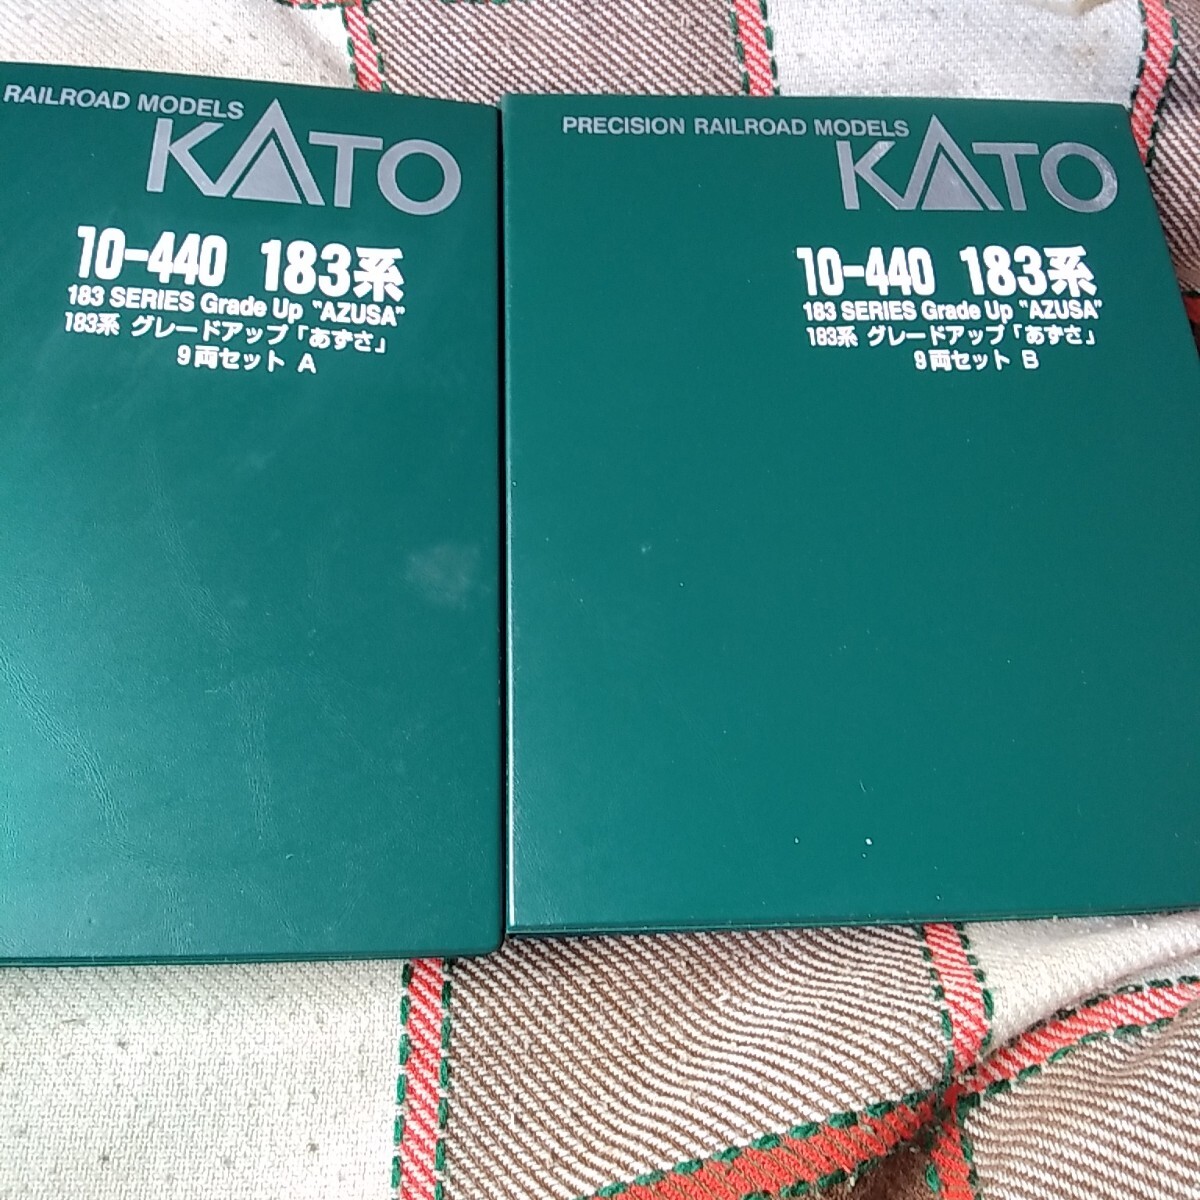 RAILROAD MODELS
KATO
10-440 183系
183 SERIES Grade Up "AZUSA"
183系 グレードアップ「あずさ」
9両セット A
PRECISION RAILROAD MODELS
KATO
10-440 183系
183 SERIES Grade Up "AZUSA"
183系 グレードアップ「あずさ」
9両セット B